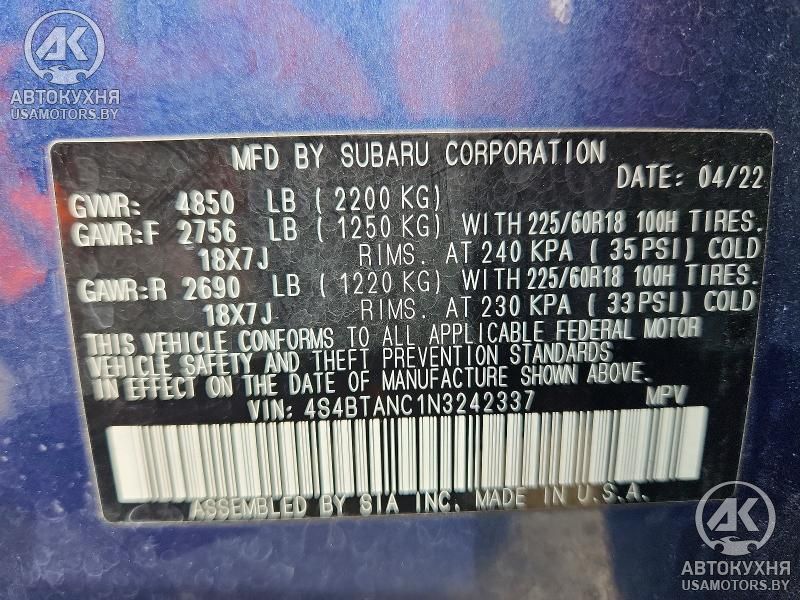 AK
АВТОКУХНЯ
USAMOTORS.BY
MFD BY SUBARU CORPORATION
DATE: 04/22
GVWR: 4850 LB (2200 KG)
GAWR:F 2756 LB (1250 KG) WITH 225/60R18 100H TIRES.
18X7J RIMS. AT 240 KPA (35 PSI) COLD
GAWR:R 2690 LB (1220 KG) WITH 225/60R18 100H TIRES.
18X7J RIMS. AT 230 KPA (33 PSI) COLD
THIS VEHICLE CONFORMS TO ALL APPLICABLE FEDERAL MOTOR
VEHICLE SAFETY AND THEFT PREVENTION STANDARDS
IN EFFECT ON THE DATE OF MANUFACTURE SHOWN ABOVE.
VIN: 4S4BTANC1N3242337 MPV
ASSEMBLED BY SIA INC. MADE IN U.S.A.
AK
АВТОКУХНЯ
USAMOTORS.BY